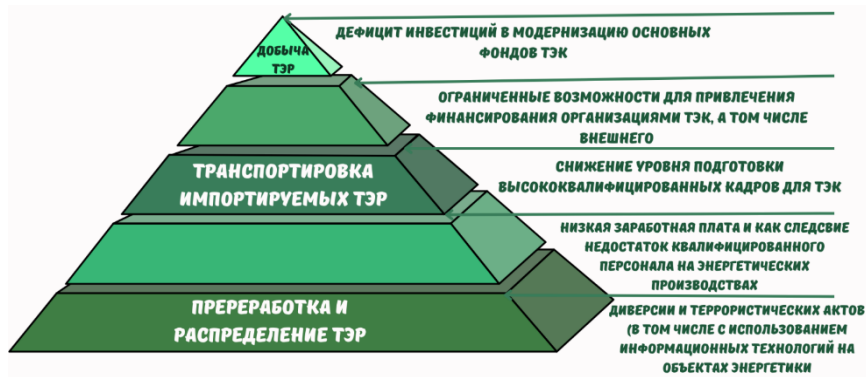 ДОБЫЧА
ТЭР
ДЕФИЦИТ ИНВЕСТИЦИЙ В МОДЕРНИЗАЦИЮ ОСНОВНЫХ
ФОНДОВ ТЭК
ОГРАНИЧЕННЫЕ ВОЗМОЖНОСТИ ДЛЯ ПРИВЛЕЧЕНИЯ
ФИНАНСИРОВАНИЯ ОРГАНИЗАЦИЯМИ ТЭК, А ТОМ ЧИСЛЕ
ВНЕШНЕГО
ТРАНСПОРТИРОВКА
ИМПОРТИРУЕМЫХ ТЭР
СНИЖЕНИЕ УРОВНЯ ПОДГОТОВКИ
ВЫСОКОКВАЛИФИЦИРОВАННЫХ КАДРОВ ДЛЯ ТЭК
НИЗКАЯ ЗАРАБОТНАЯ ПЛАТА И КАК СЛЕДСВИЕ
НЕДОСТАТОК КВАЛИФИЦИРОВАННОГО
ПЕРСОНАЛА НА ЭНЕРГЕТИЧЕСКИХ
ПРОИЗВОДСТВАХ
ПРЕРЕРАБОТКА И
РАСПРЕДЕЛЕНИЕ ТЭР
ДИВЕРСИИ И ТЕРРОРИСТИЧЕСКИХ АКТОВ
(В ТОМ ЧИСЛЕ С ИСПОЛЬЗОВАНИЕМ
ИНФОРМАЦИОННЫХ ТЕХНОЛОГИЙ НА
ОБЪЕКТАХ ЭНЕРГЕТИКИ